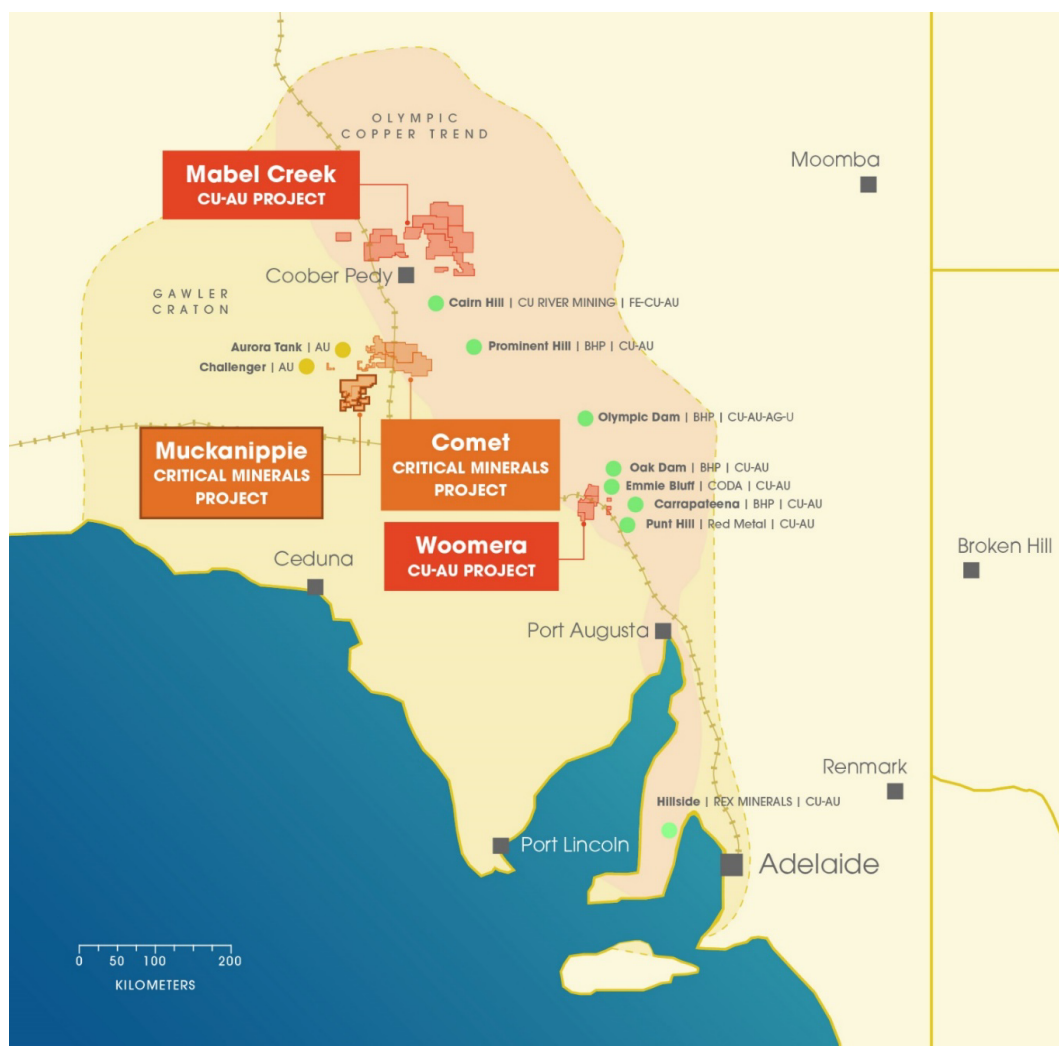 OLYMPIC
COPPER TREND
Moomba
Mabel Creek
CU-AU PROJECT
Coober Pedy
GAWLER
CRATON
Cairn Hill | CU RIVER MINING | FE-CU-AU
Aurora Tank | AU
Prominent Hill | BHP | CU-AU
Challenger | AU
Olympic Dam | BHP | CU-AU-AG-U
Muckanippie
CRITICAL MINERALS
PROJECT
Comet
CRITICAL MINERALS
PROJECT
Oak Dam | BHP | CU-AU
Emmie Bluff | CODA | CU-AU
Carrapateena | BHP | CU-AU
Punt Hill | Red Metal | CU-AU
Woomera
CU-AU PROJECT
Broken Hill
Ceduna
Port Augusta
Renmark
Hillside | REX MINERALS | CU-AU
Port Lincoln
Adelaide
0 50 100 200
KILOMETERS